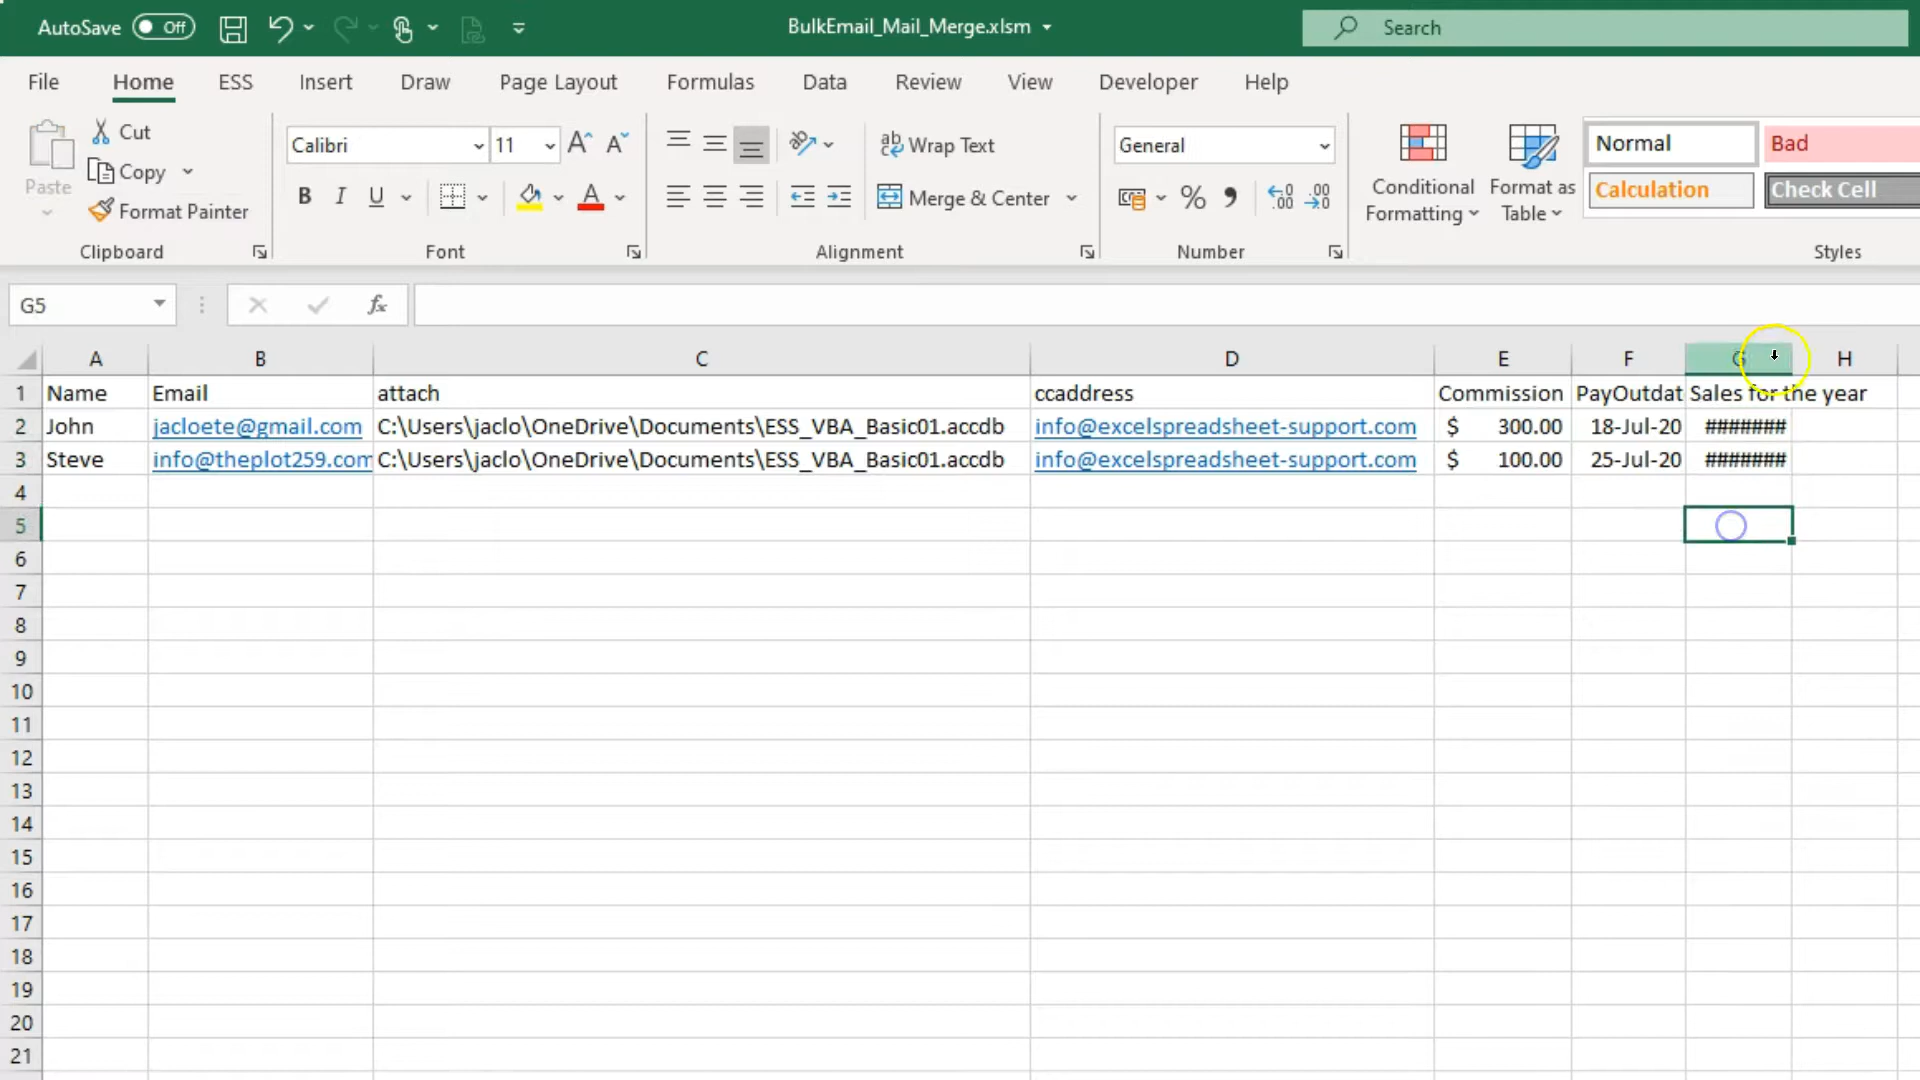 AutoSave Off BulkEmail_Mail_Merge.xlsm Search
File Home ESS Insert Draw Page Layout Formulas Data Review View Developer Help
Paste
Cut
Copy
Format Painter
Clipboard
Calibri 11
B I U A
Font
Wrap Text
Merge & Center
Alignment
General
%
Number
Conditional
Formatting
Format as
Table
Normal Bad
Calculation Check Cell
Styles
G5 fx
A B C D E F G H
1 Name Email attach ccaddress Commission PayOutdat Sales for the year
2 John jacloete@gmail.com C:\Users\jaclo\OneDrive\Documents\ESS_VBA_Basic01.accdb info@excelspreadsheet-support.com $ 300.00 18-Jul-20 #######
3 Steve info@theplot259.com C:\Users\jaclo\OneDrive\Documents\ESS_VBA_Basic01.accdb info@excelspreadsheet-support.com $ 100.00 25-Jul-20 #######
4
5
6
7
8
9
10
11
12
13
14
15
16
17
18
19
20
21